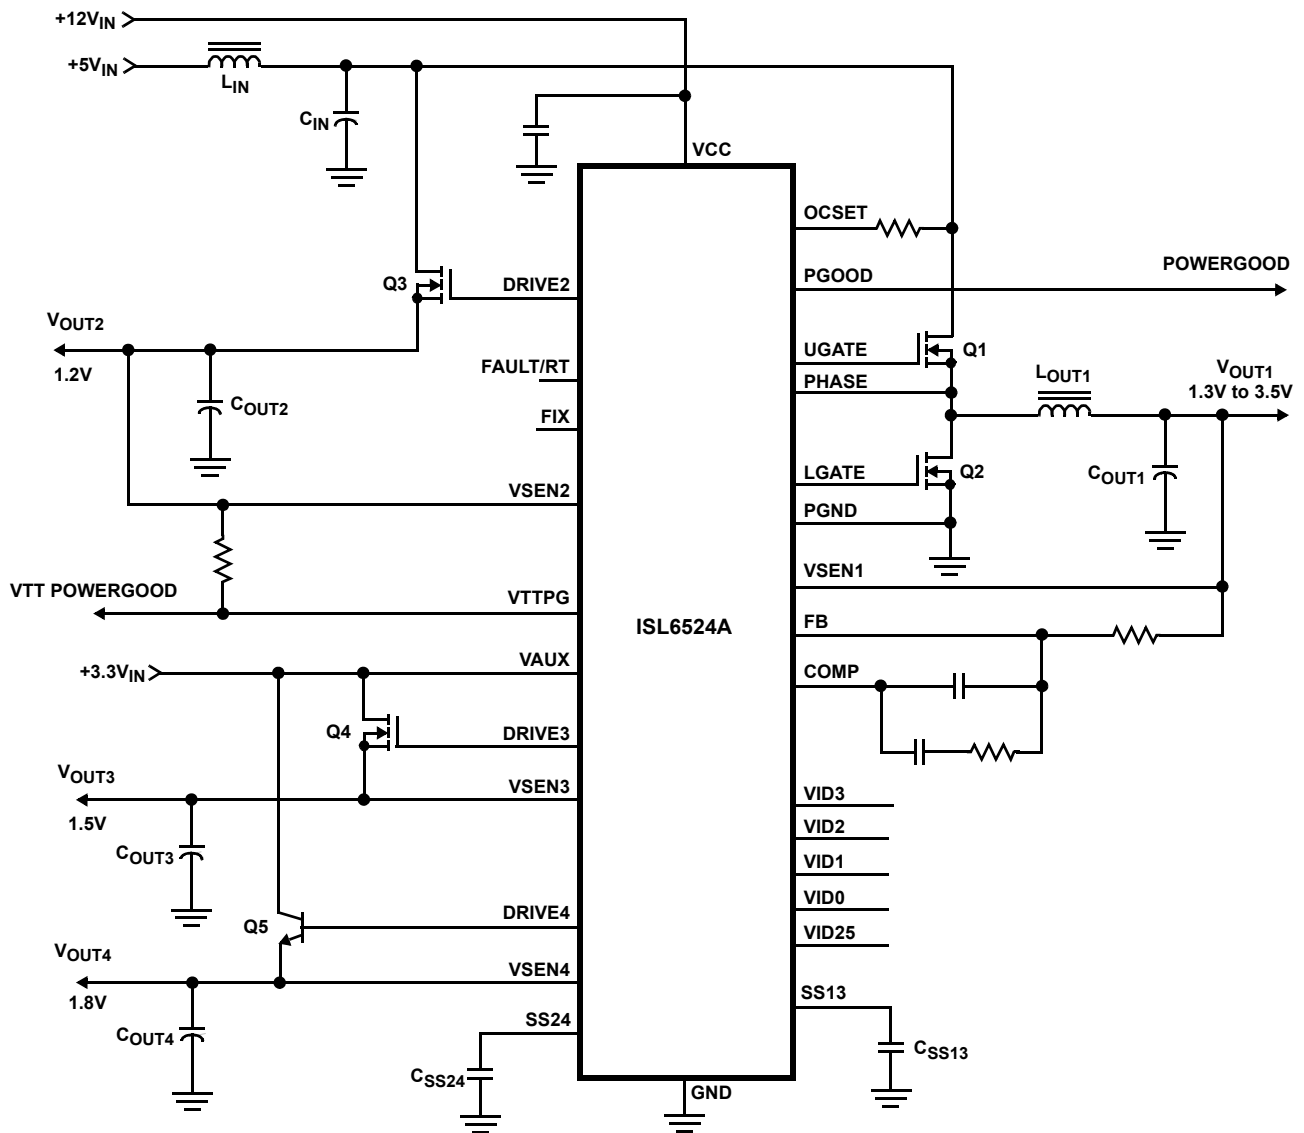 +12VIN
+5VIN
LIN
CIN
VCC
OCSET
PGOOD
POWERGOOD
Q3
DRIVE2
VOUT2
1.2V
COUT2
FAULT/RT
FIX
UGATE
Q1
PHASE
LOUT1
VOUT1
1.3V to 3.5V
LGATE
Q2
COUT1
PGND
VSEN2
VSEN1
VTT POWERGOOD
VTTPG
ISL6524A
FB
+3.3VIN
VAUX
COMP
Q4
DRIVE3
VOUT3
1.5V
VSEN3
COUT3
VID3
VID2
VID1
VID0
VID25
Q5
DRIVE4
VOUT4
1.8V
VSEN4
COUT4
SS24
CSS24
SS13
CSS13
GND